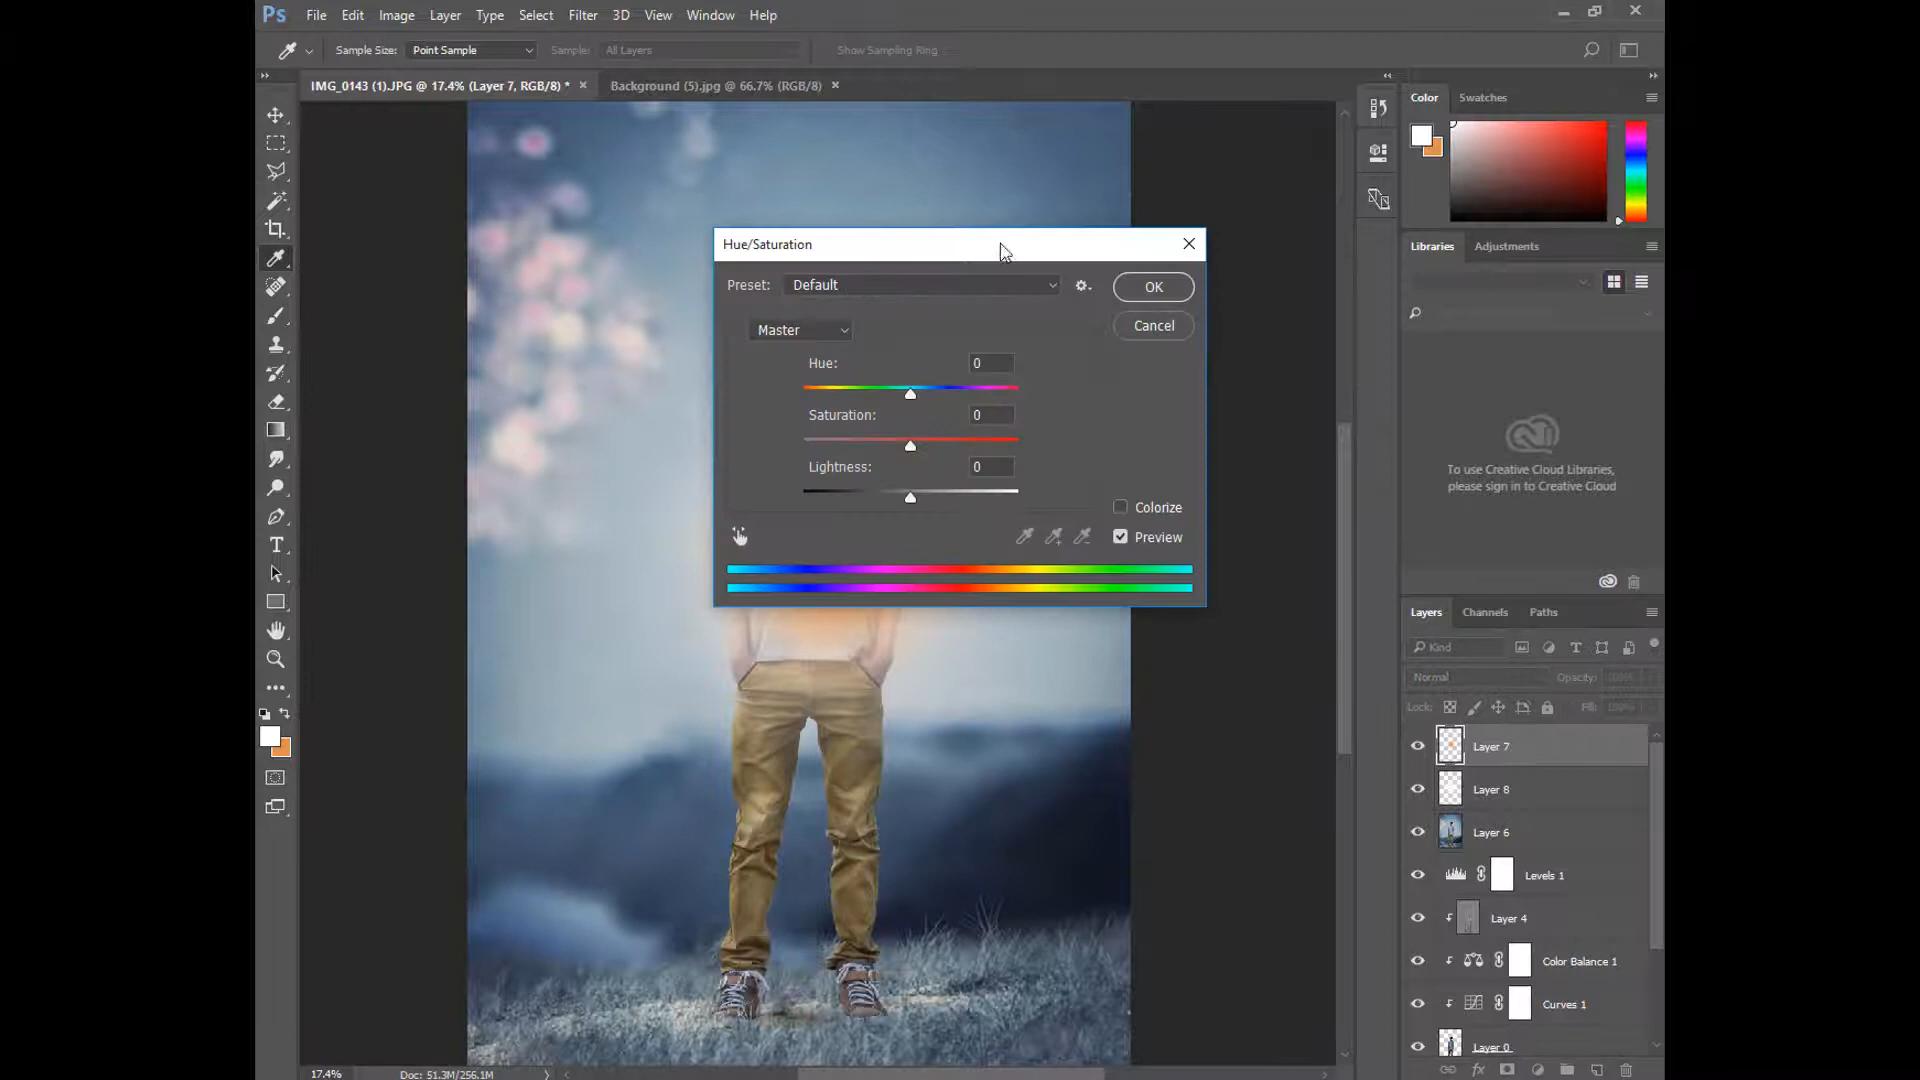 Ps File Edit Image Layer Type Select Filter 3D View Window Help
Sample Size: Point Sample Sample: All Layers Show Sampling Ring
IMG_0143 (1).JPG @ 17.4% (Layer 7, RGB/8) * Background (5).jpg @ 66.7% (RGB/8)
Color Swatches
Hue/Saturation
Preset: Default OK
Cancel
Master
Hue: 0
Saturation: 0
Lightness: 0
Colorize
Preview
Libraries Adjustments
To use Creative Cloud Libraries,
please sign in to Creative Cloud
Layers Channels Paths
Kind
Normal Opacity: 100%
Lock: Fill: 100%
Layer 7
Layer 8
Layer 6
Levels 1
Layer 4
Color Balance 1
Curves 1
Layer 0
17.4% Doc: 51.3M/256.1M